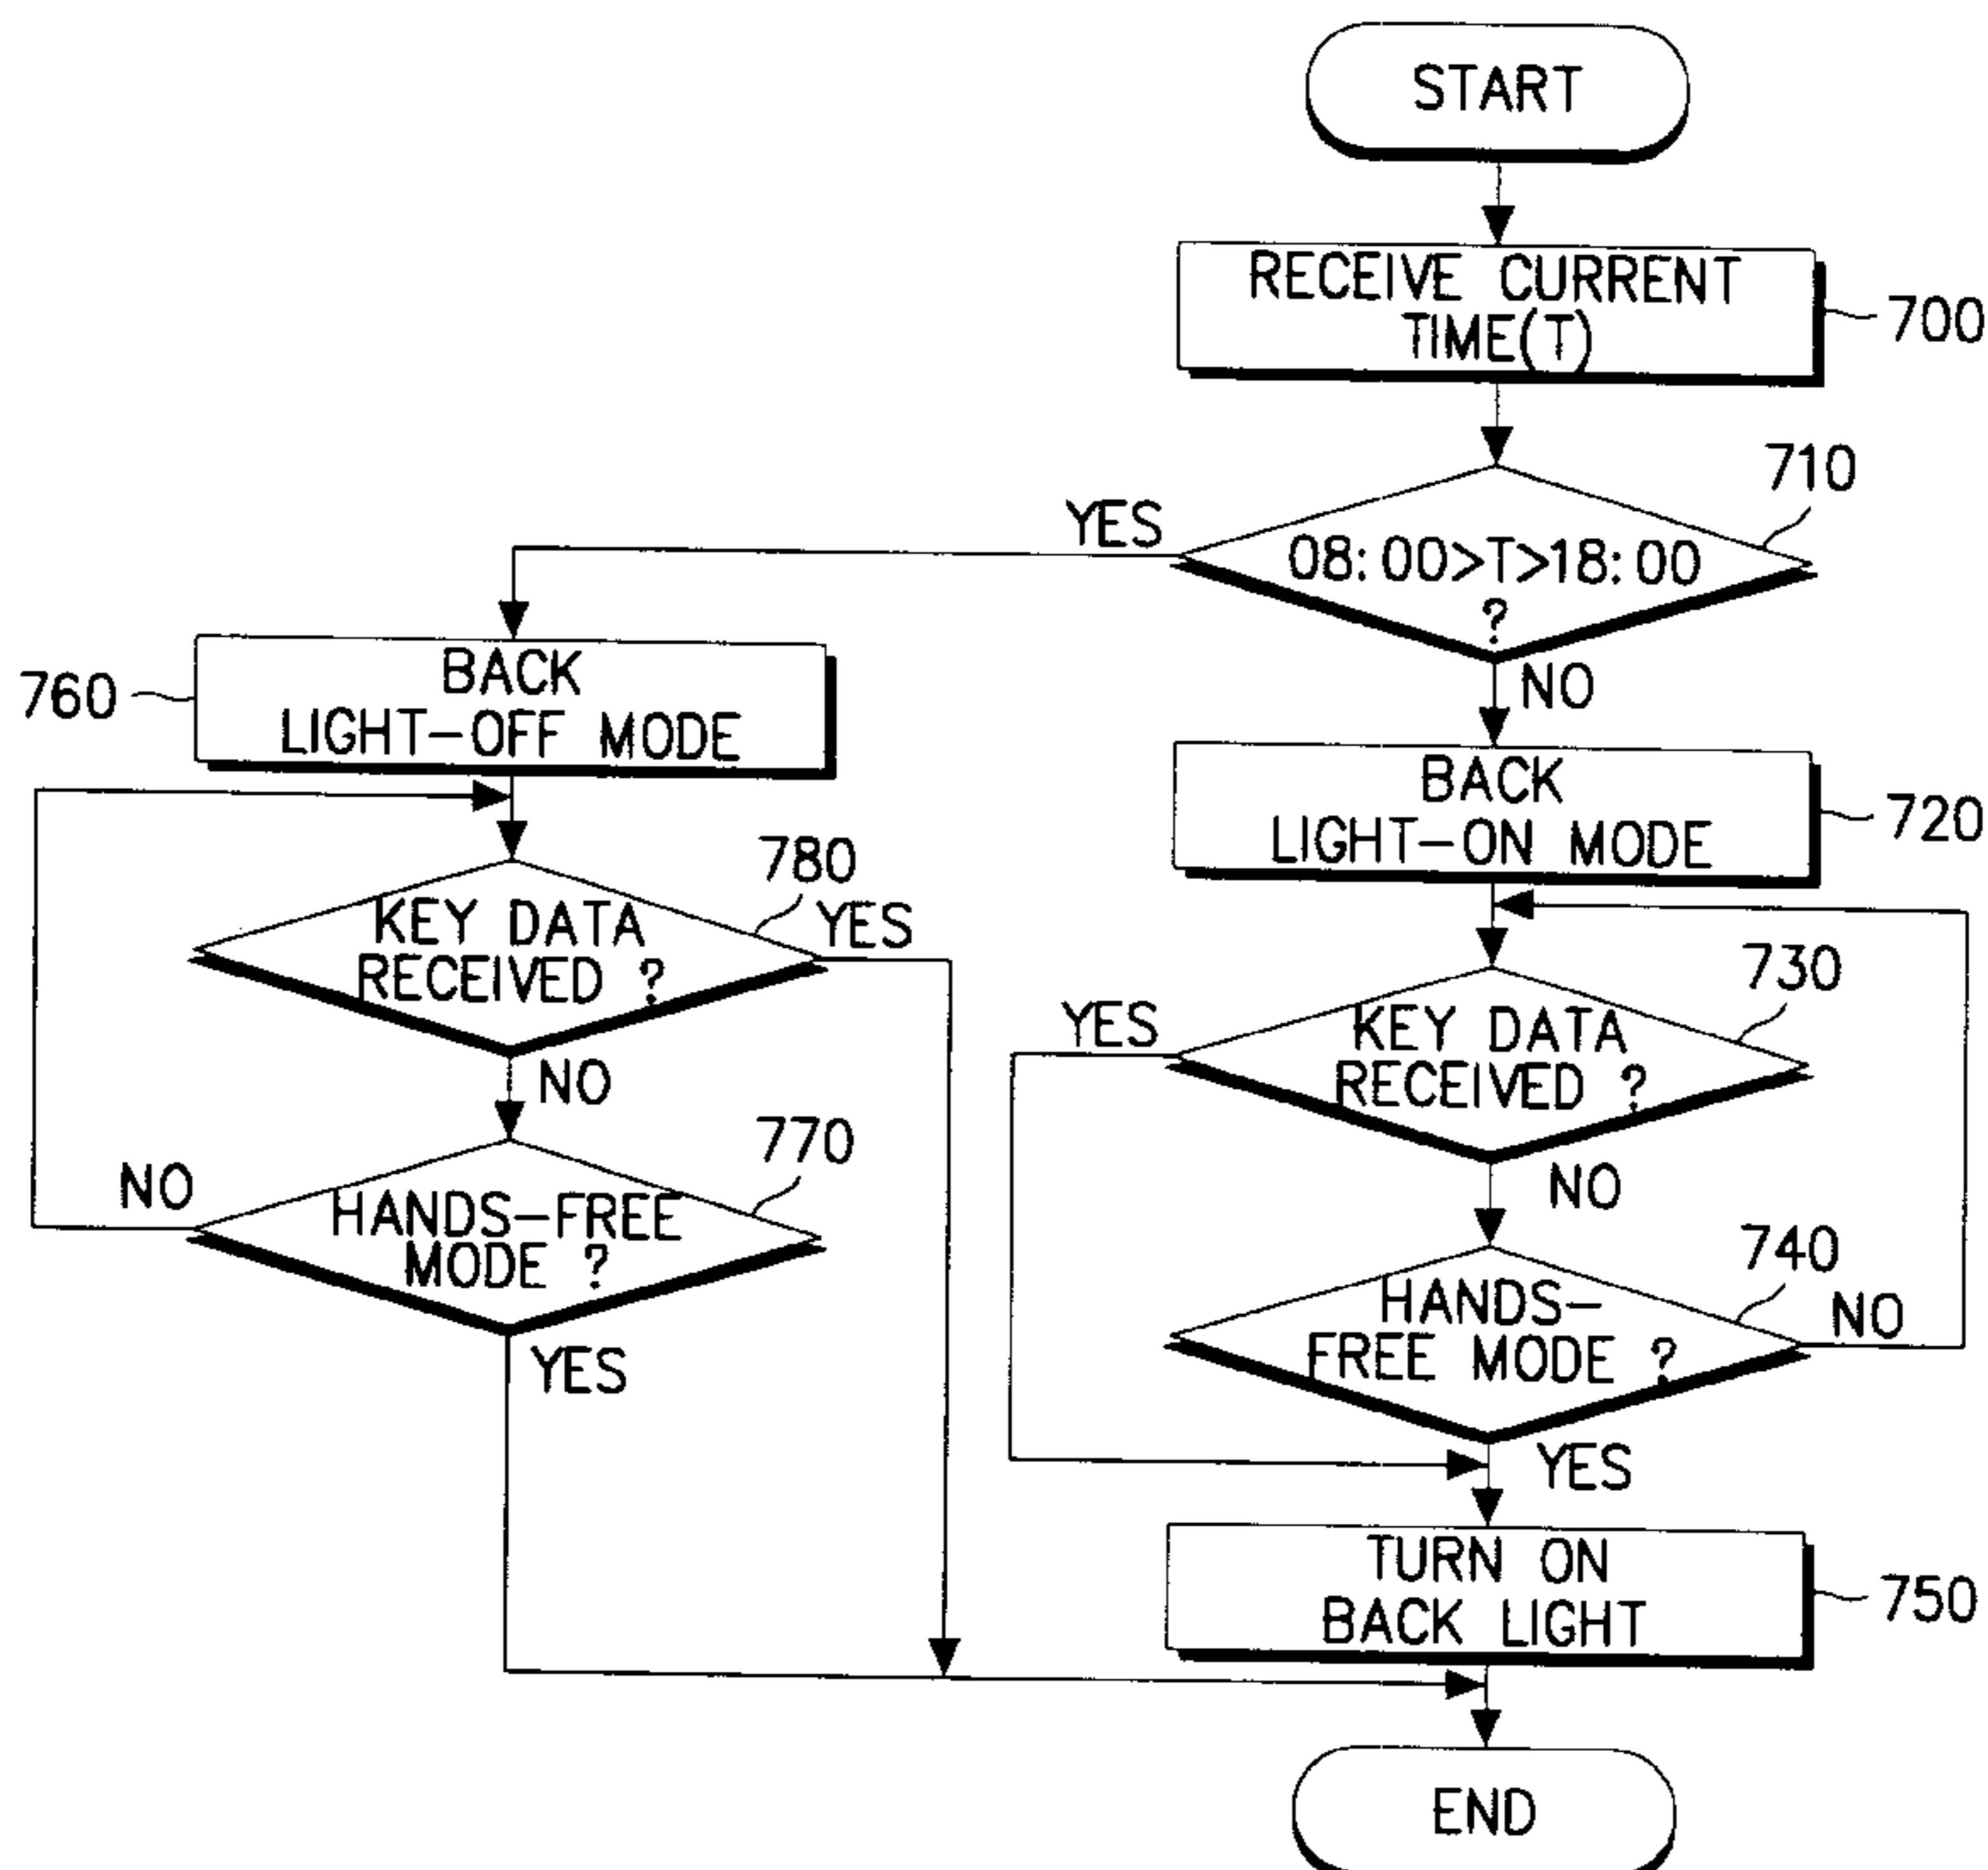 START
RECEIVE CURRENT
TIME(T)
700
710
YES
08:00>T>18:00
?
NO
760
BACK
LIGHT-OFF MODE
BACK
LIGHT-ON MODE
720
780
KEY DATA
RECEIVED ?
YES
NO
730
YES
KEY DATA
RECEIVED ?
NO
770
NO
HANDS-FREE
MODE ?
YES
740
HANDS-
FREE MODE ?
NO
YES
TURN ON
BACK LIGHT
750
END